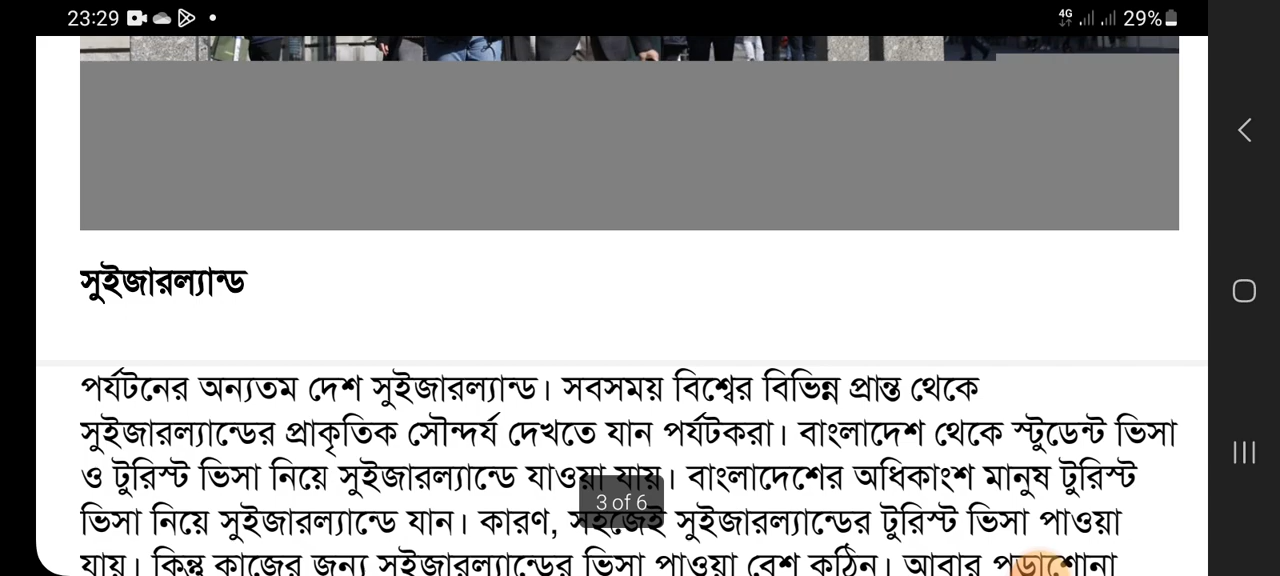 23:29
4G 29%
সুইজারল্যান্ড
পর্যটনের অন্যতম দেশ সুইজারল্যান্ড। সবসময় বিশ্বের বিভিন্ন প্রান্ত থেকে
সুইজারল্যান্ডের প্রাকৃতিক সৌন্দর্য দেখতে যান পর্যটকরা। বাংলাদেশ থেকে স্টুডেন্ট ভিসা
ও টুরিস্ট ভিসা নিয়ে সুইজারল্যান্ডে যাওয়া যায়। বাংলাদেশের অধিকাংশ মানুষ টুরিস্ট
3 of 6
ভিসা নিয়ে সুইজারল্যান্ডে যান। কারণ, সহজেই সুইজারল্যান্ডের টুরিস্ট ভিসা পাওয়া
যায়। কিন্তু কাজের জন্য সুইজারল্যান্ডের ভিসা পাওয়া বেশ কঠিন। আবার পড়াশোনা